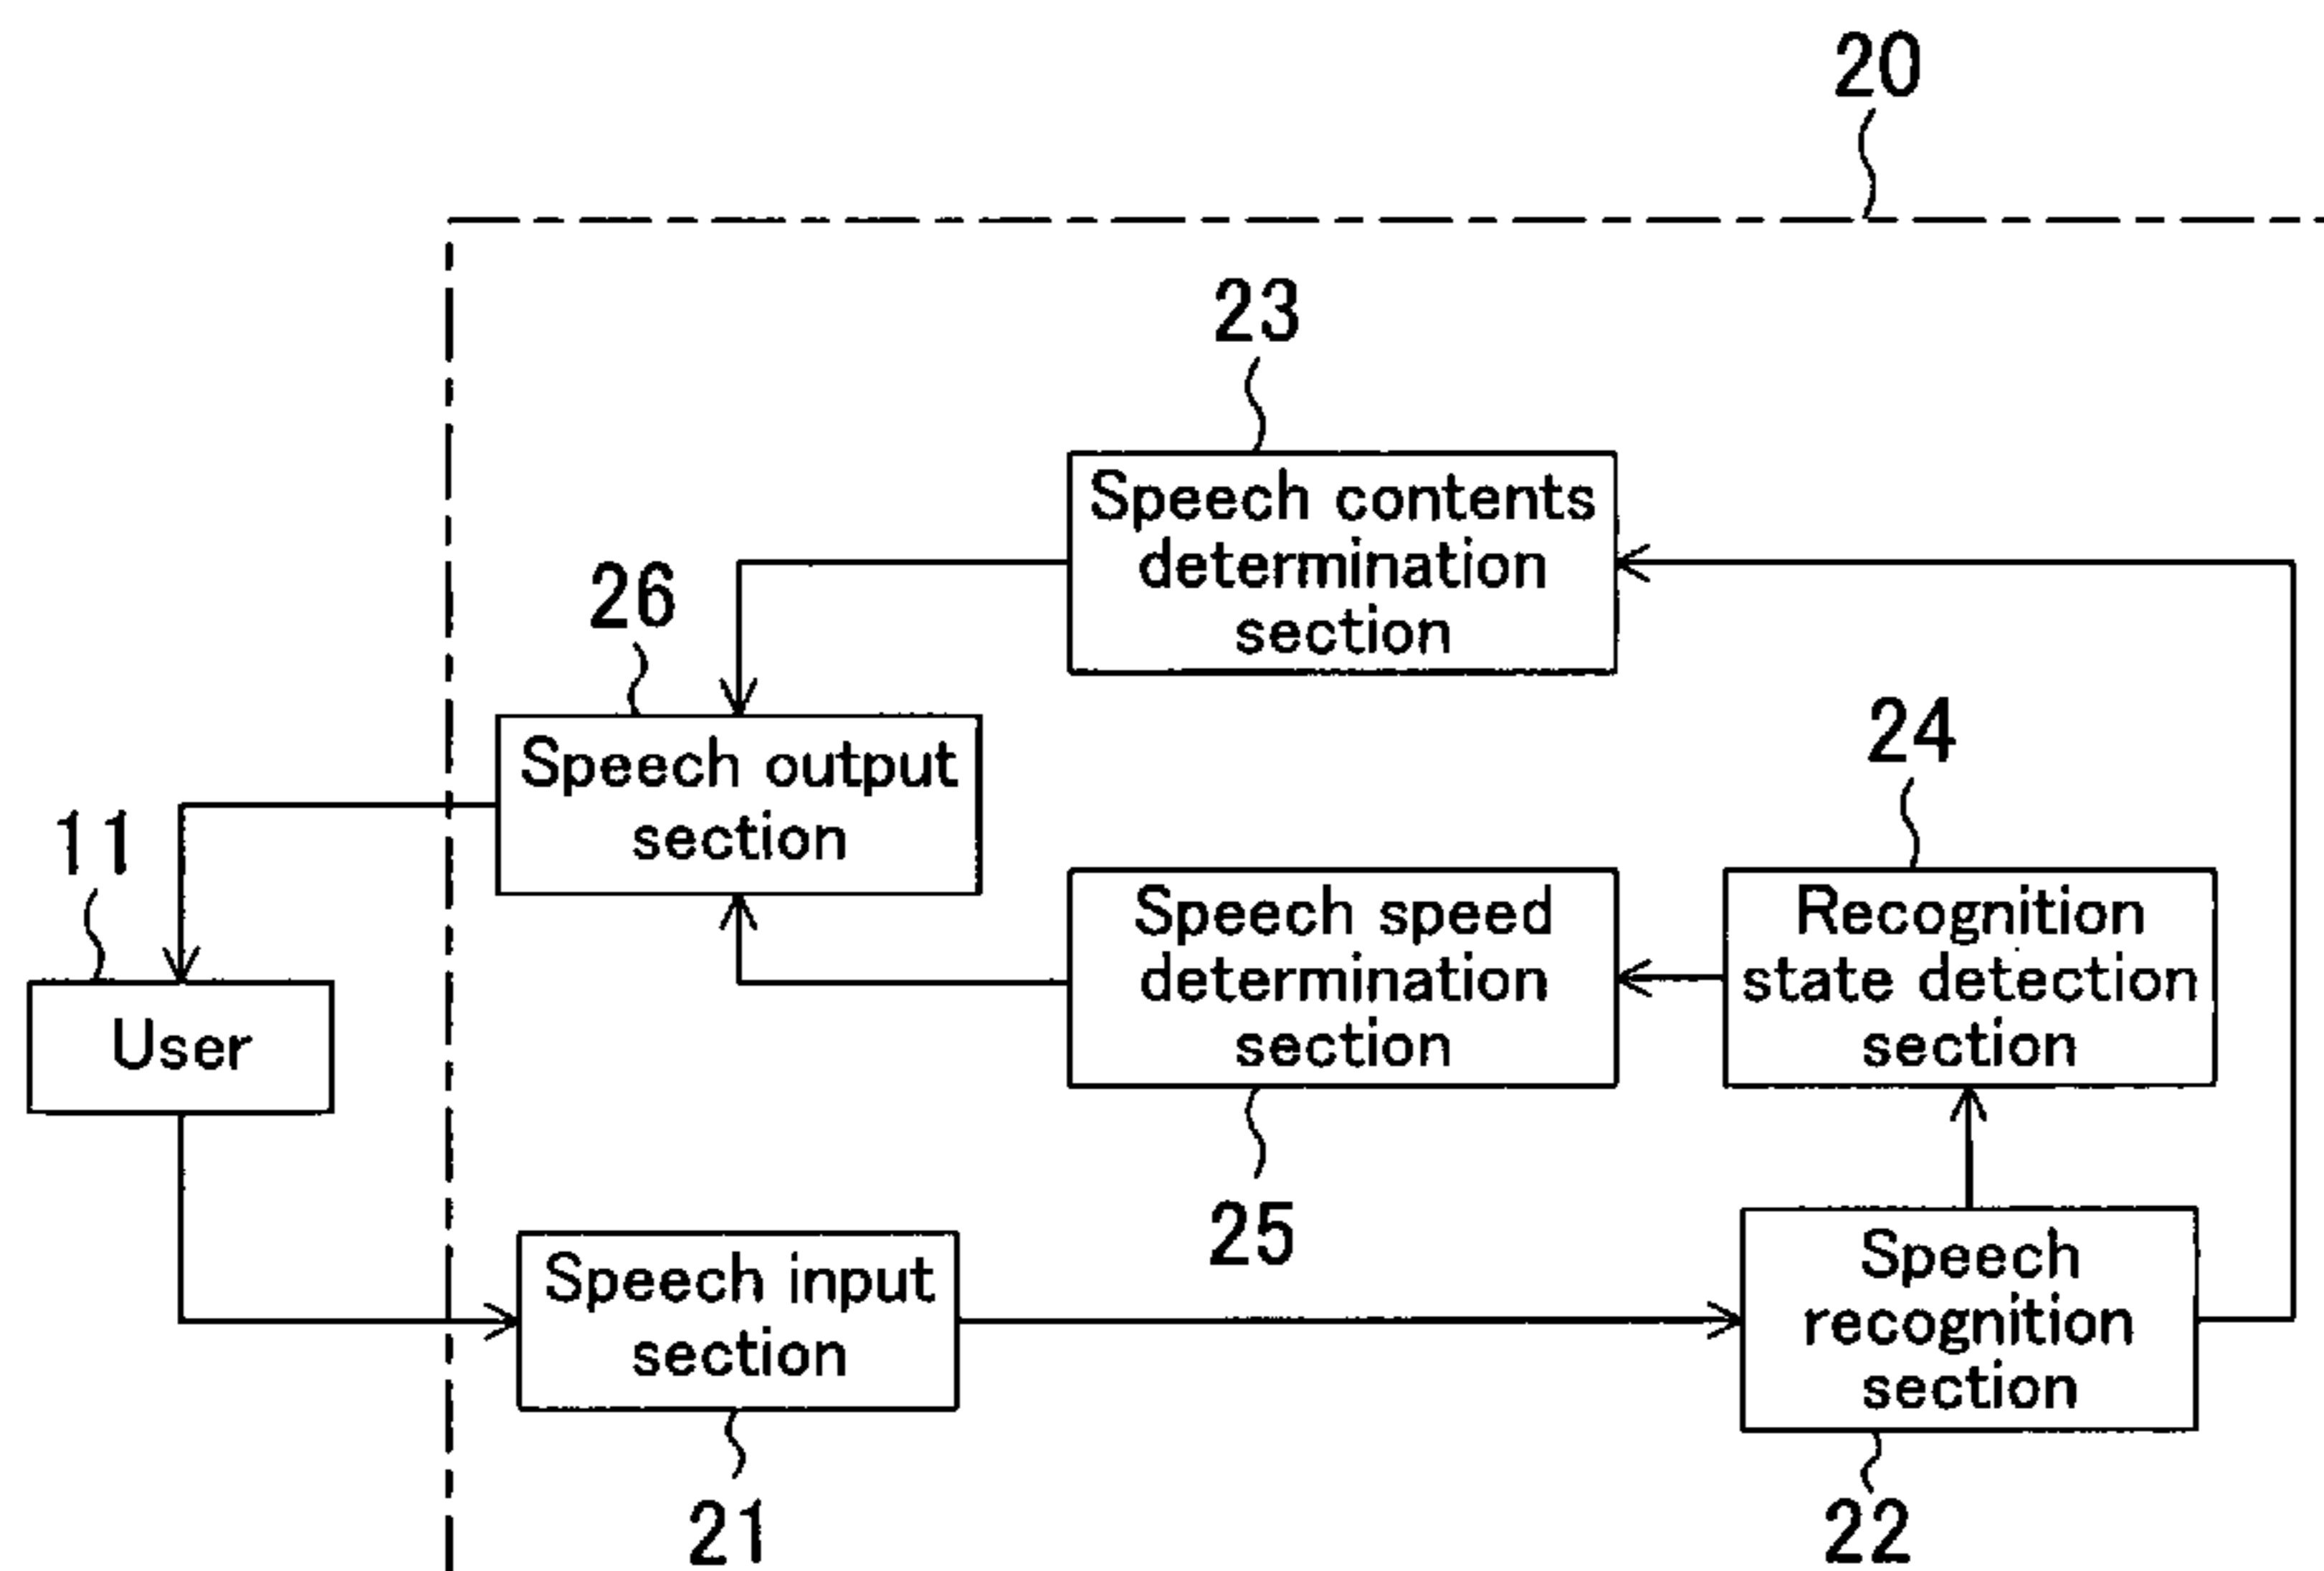 20
23
Speech contents
determination
section
26
Speech output
section
24
11
Speech speed
determination
section
Recognition
state detection
section
User
25
Speech input
section
Speech
recognition
section
21
22